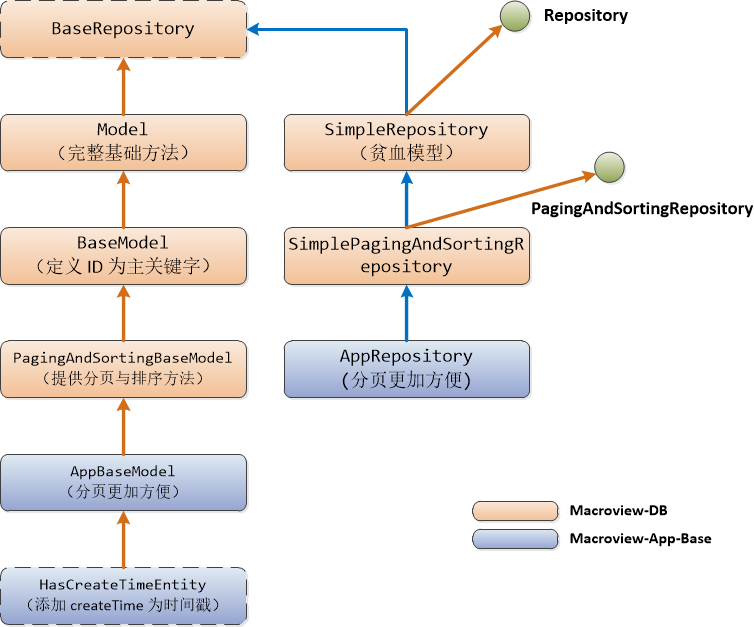 BaseRepository
Repository
Model
(完整基础方法)
SimpleRepository
(贫血模型)
PagingAndSortingRepository
BaseModel
(定义 ID 为主关键字)
SimplePagingAndSortingR
epository
PagingAndSortingBaseModel
(提供分页与排序方法)
AppRepository
(分页更加方便)
AppBaseModel
(分页更加方便)
Macroview-DB
Macroview-App-Base
HasCreateTimeEntity
(添加 createTime 为时间戳)